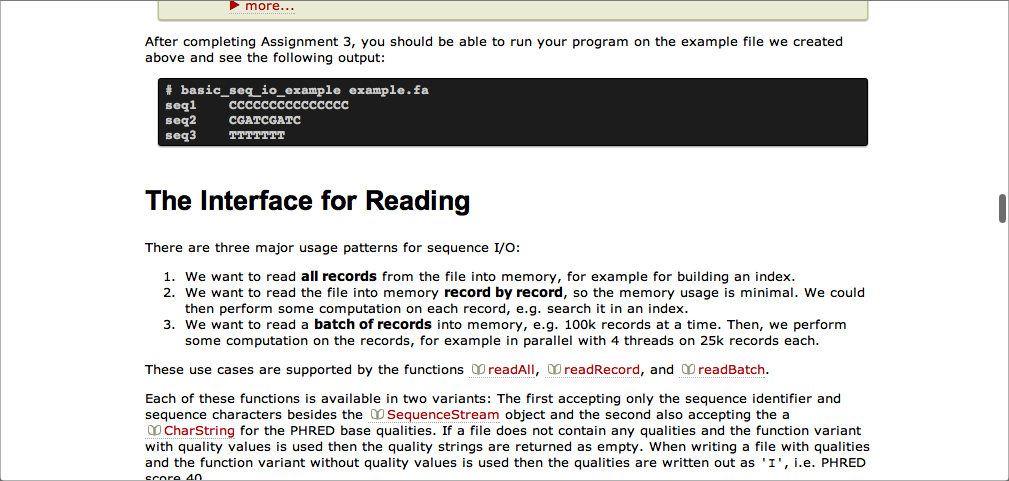 ▶ more...
After completing Assignment 3, you should be able to run your program on the example file we created
above and see the following output:
# basic_seq_io_example example.fa
seq1    CCCCCCCCCCCCCCC
seq2    CGATCGATC
seq3    TTTTTTT
The Interface for Reading
There are three major usage patterns for sequence I/O:
1. We want to read all records from the file into memory, for example for building an index.
2. We want to read the file into memory record by record, so the memory usage is minimal. We could
then perform some computation on each record, e.g. search it in an index.
3. We want to read a batch of records into memory, e.g. 100k records at a time. Then, we perform
some computation on the records, for example in parallel with 4 threads on 25k records each.
These use cases are supported by the functions readAll, readRecord, and readBatch.
Each of these functions is available in two variants: The first accepting only the sequence identifier and
sequence characters besides the SequenceStream object and the second also accepting the a
CharString for the PHRED base qualities. If a file does not contain any qualities and the function variant
with quality values is used then the quality strings are returned as empty. When writing a file with qualities
and the function variant without quality values is used then the qualities are written out as 'I', i.e. PHRED
score 40